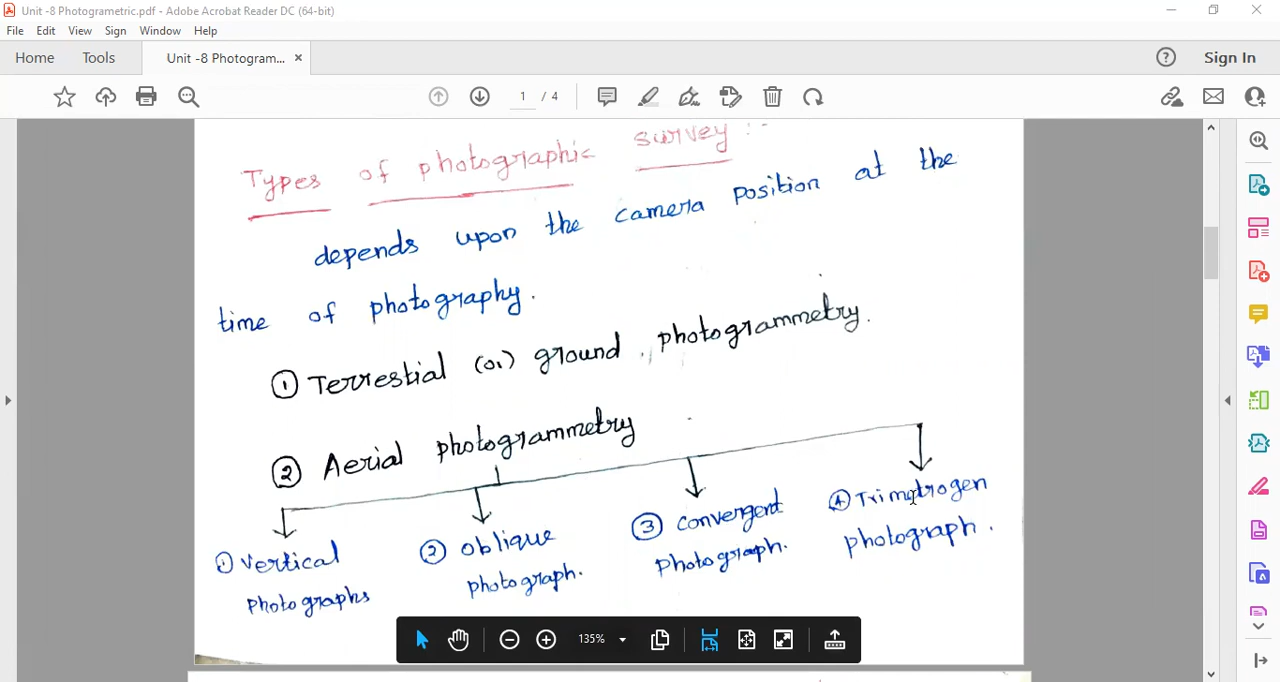 Unit -8 Photogrametric.pdf - Adobe Acrobat Reader DC (64-bit)
File Edit View Sign Window Help
Home Tools Unit -8 Photogram... × Sign In
1 / 4
Types of photographic survey :-
depends upon the camera position at the
time of photography.
① Terrestial (or) ground photogrammetry.
② Aerial photogrammetry
① Vertical photographs
② oblique photograph.
③ convergent photograph.
④ Trimetrogen photograph.
135%